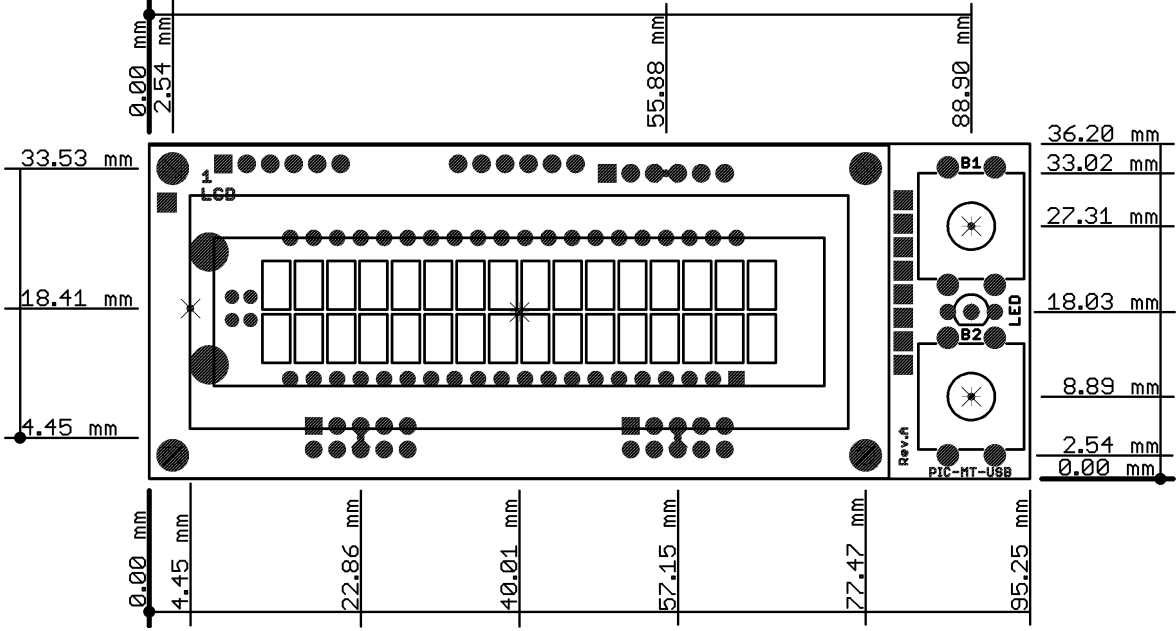 0.00 mm
2.54 mm
55.88 mm
88.90 mm
36.20 mm
33.53 mm
33.02 mm
1
LCD
B1
27.31 mm
18.41 mm
LED
18.03 mm
B2
8.89 mm
4.45 mm
Rev.A
2.54 mm
PIC-MT-USB
0.00 mm
0.00 mm
4.45 mm
22.86 mm
40.01 mm
57.15 mm
77.47 mm
95.25 mm